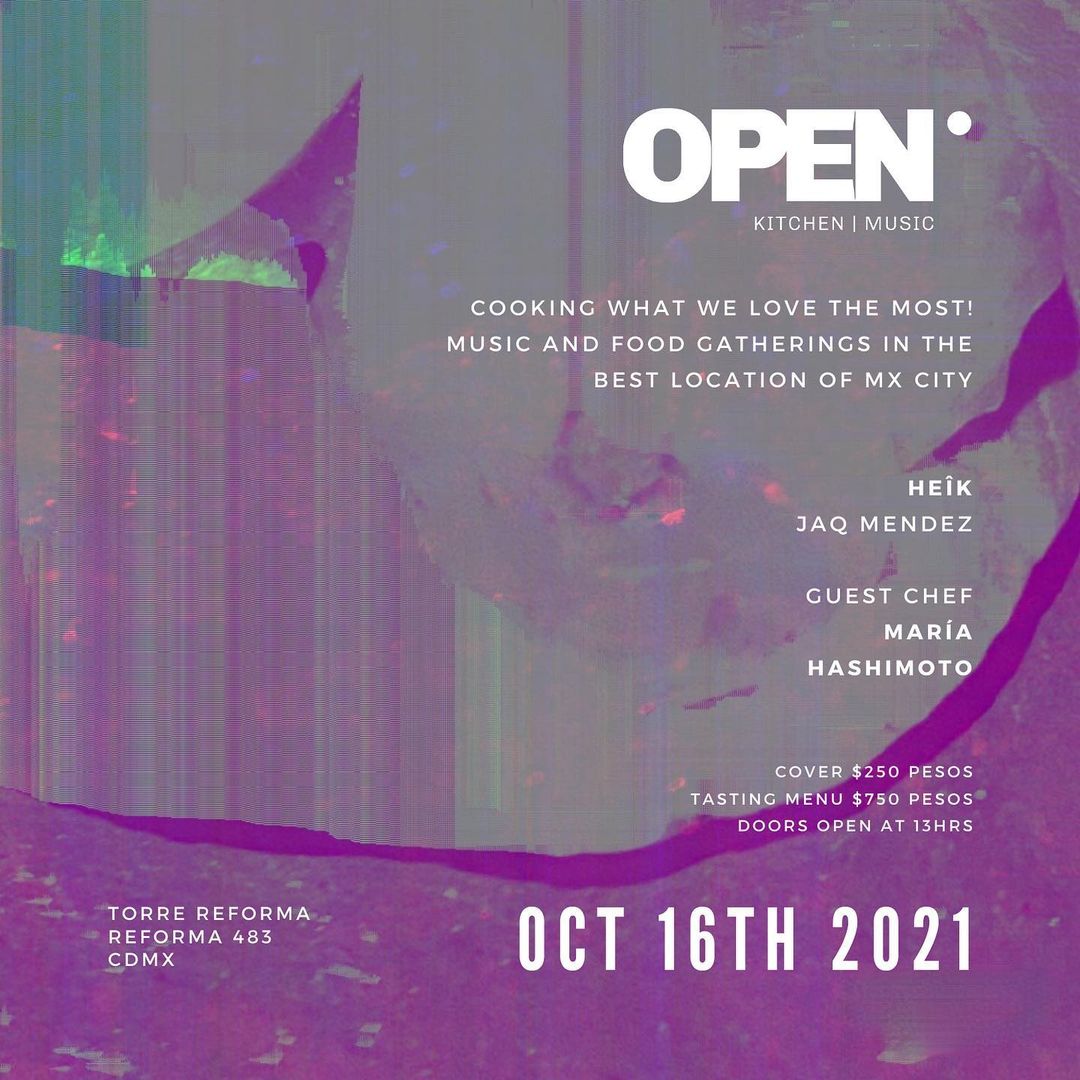 OPEN
KITCHEN | MUSIC
COOKING WHAT WE LOVE THE MOST!
MUSIC AND FOOD GATHERINGS IN THE
BEST LOCATION OF MX CITY
HEÎK
JAQ MENDEZ
GUEST CHEF
MARÍA
HASHIMOTO
COVER $250 PESOS
TASTING MENU $750 PESOS
DOORS OPEN AT 13HRS
TORRE REFORMA
REFORMA 483
CDMX
OCT 16TH 2021